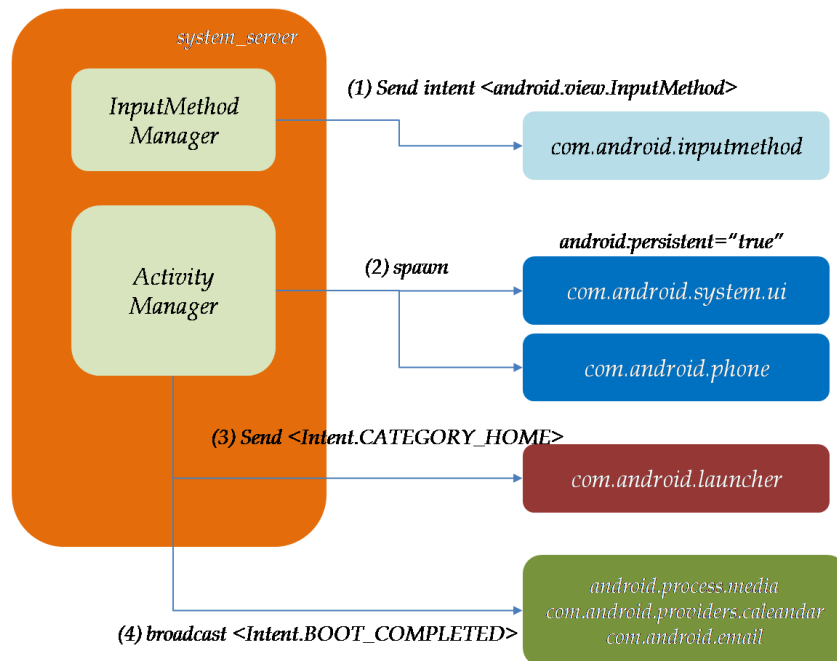 system_server
InputMethod
Manager
(1) Send intent <android.view.InputMethod>
com.android.inputmethod
Activity
Manager
android:persistent=“true”
(2) spawn
com.android.system.ui
com.android.phone
(3) Send <Intent.CATEGORY_HOME>
com.android.launcher
(4) broadcast <Intent.BOOT_COMPLETED>
android.process.media
com.android.providers.caleandar
com.android.email